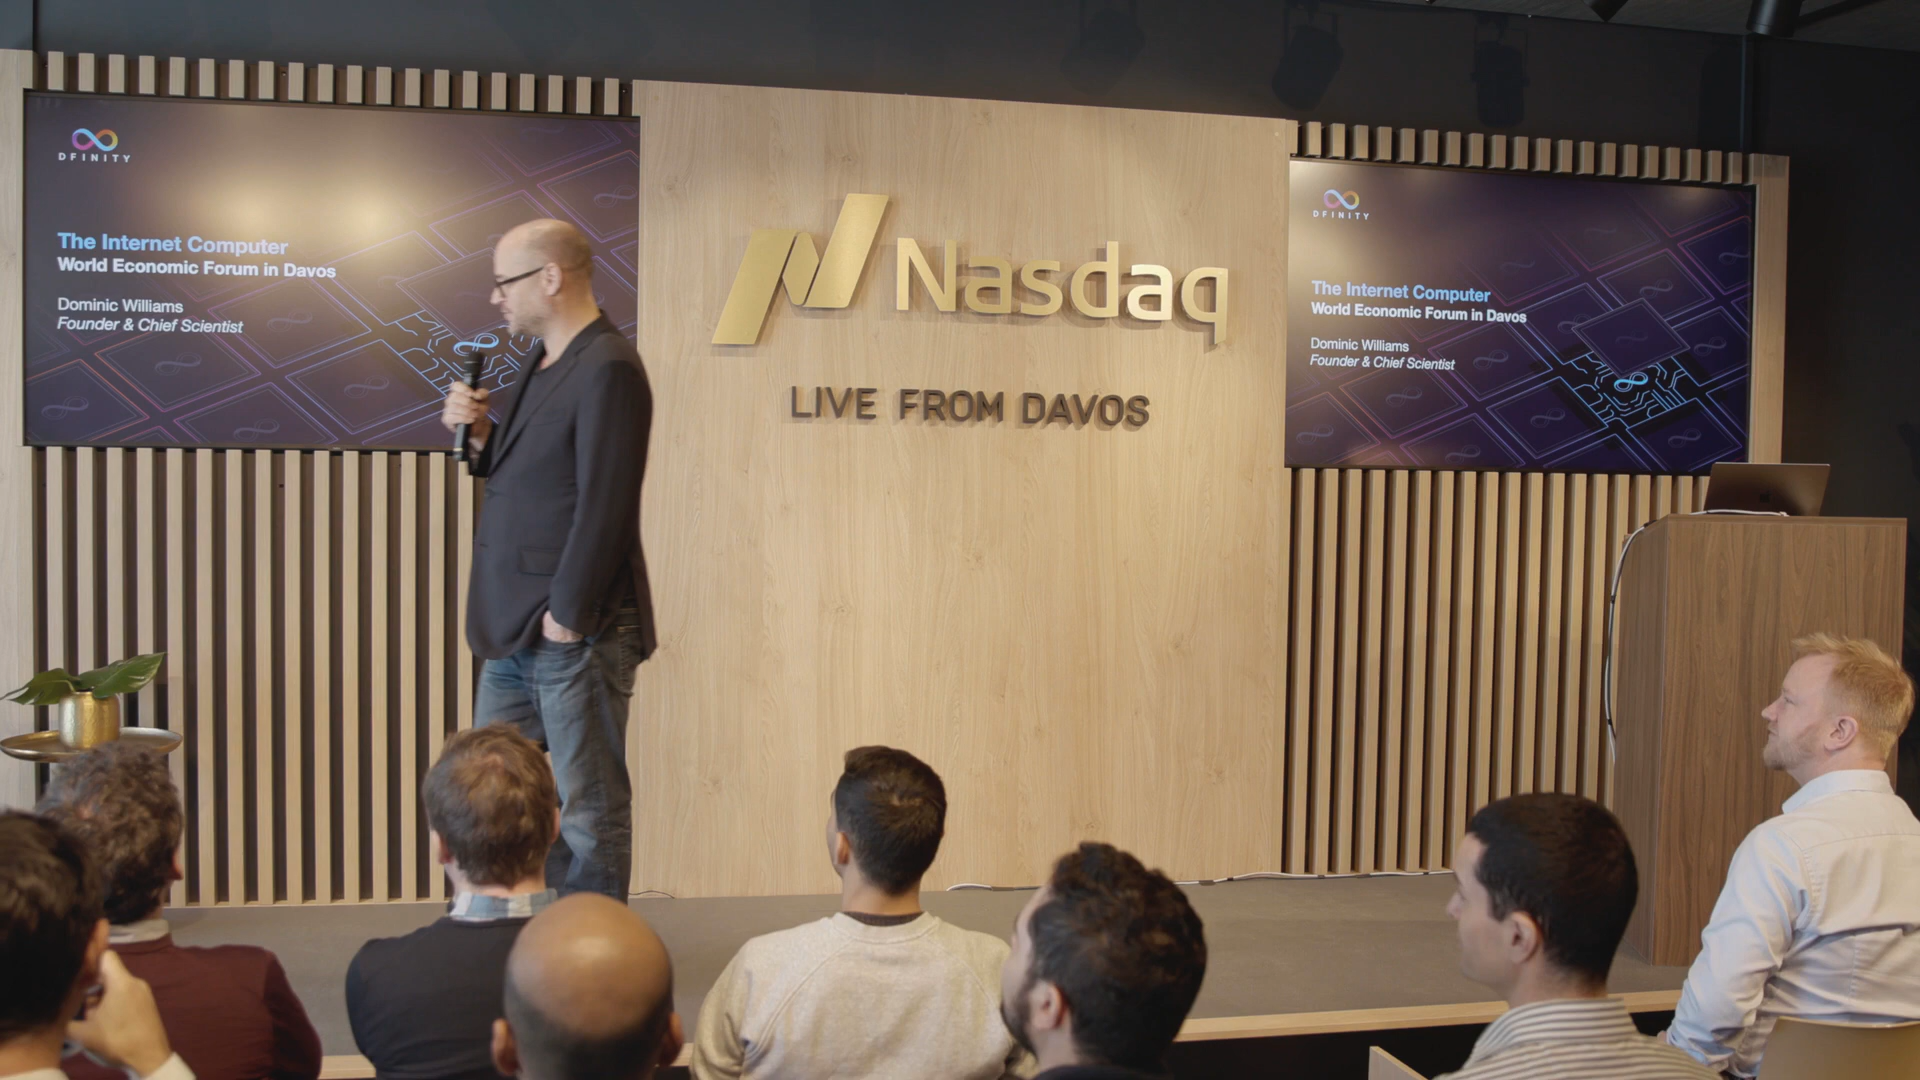 DFINITY
The Internet Computer
World Economic Forum in Davos
Dominic Williams
Founder & Chief Scientist
Nasdaq
LIVE FROM DAVOS
DFINITY
The Internet Computer
World Economic Forum in Davos
Dominic Williams
Founder & Chief Scientist